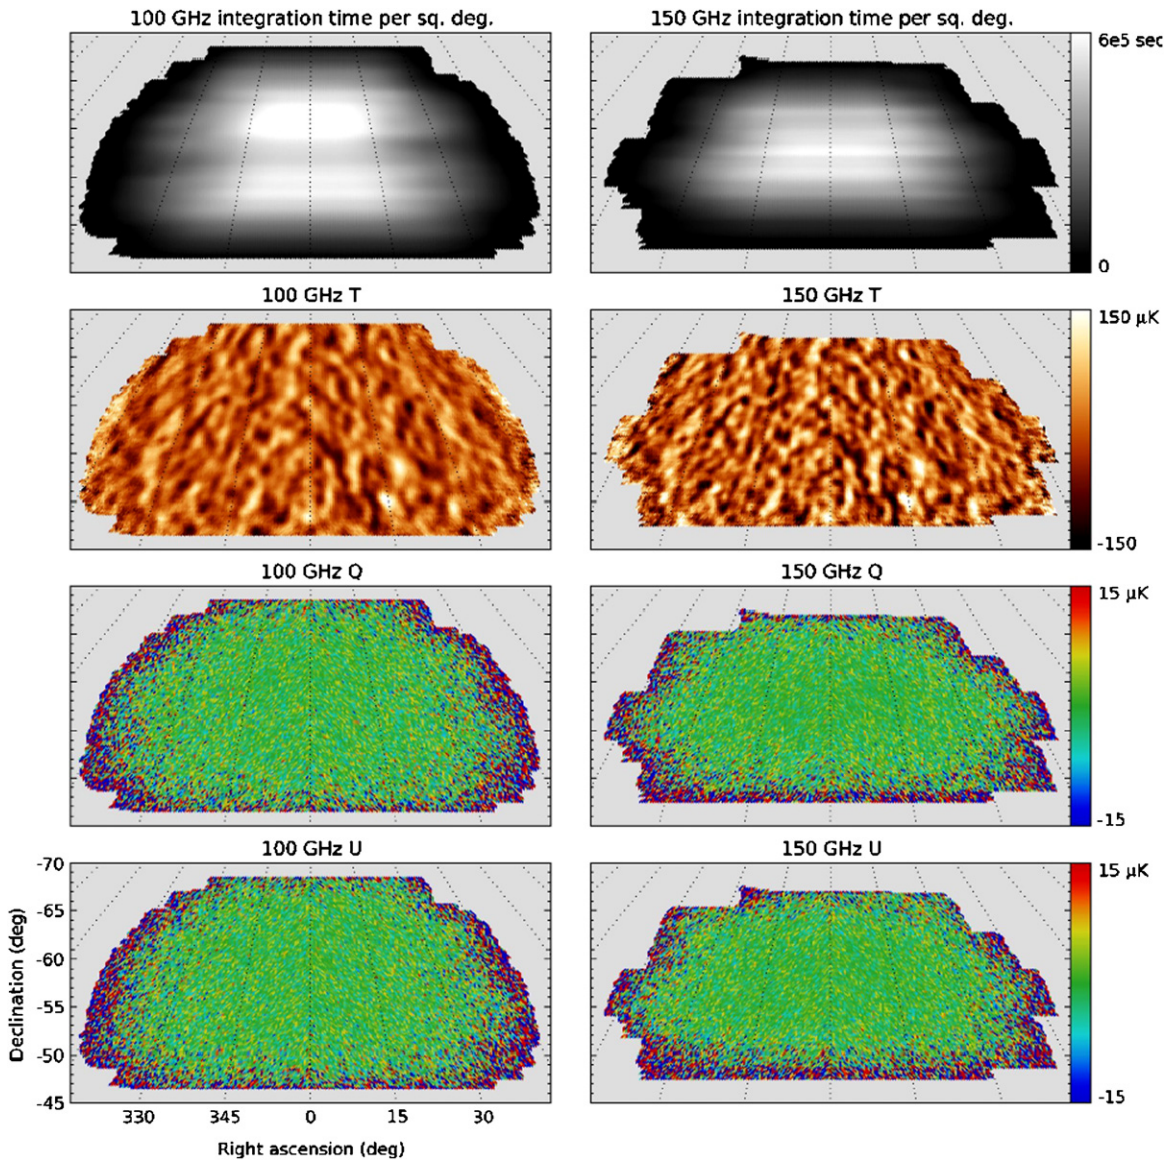 100 GHz integration time per sq. deg.
150 GHz integration time per sq. deg.
6e5 sec
0
100 GHz T
150 GHz T
150 μK
-150
100 GHz Q
150 GHz Q
15 μK
-15
100 GHz U
150 GHz U
15 μK
-15
-70
-65
-60
-55
-50
-45
Declination (deg)
330 345 0 15 30
Right ascension (deg)